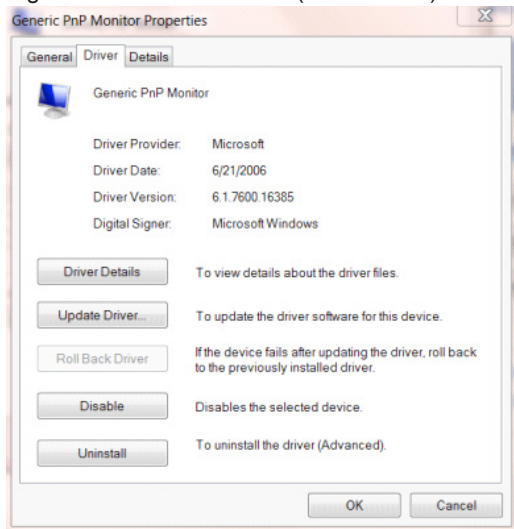 Generic PnP Monitor Properties
General Driver Details
Generic PnP Monitor
Driver Provider: Microsoft
Driver Date: 6/21/2006
Driver Version: 6.1.7600.16385
Digital Signer: Microsoft Windows
Driver Details To view details about the driver files.
Update Driver... To update the driver software for this device.
Roll Back Driver If the device fails after updating the driver, roll back
to the previously installed driver.
Disable Disables the selected device.
Uninstall To uninstall the driver (Advanced).
OK Cancel